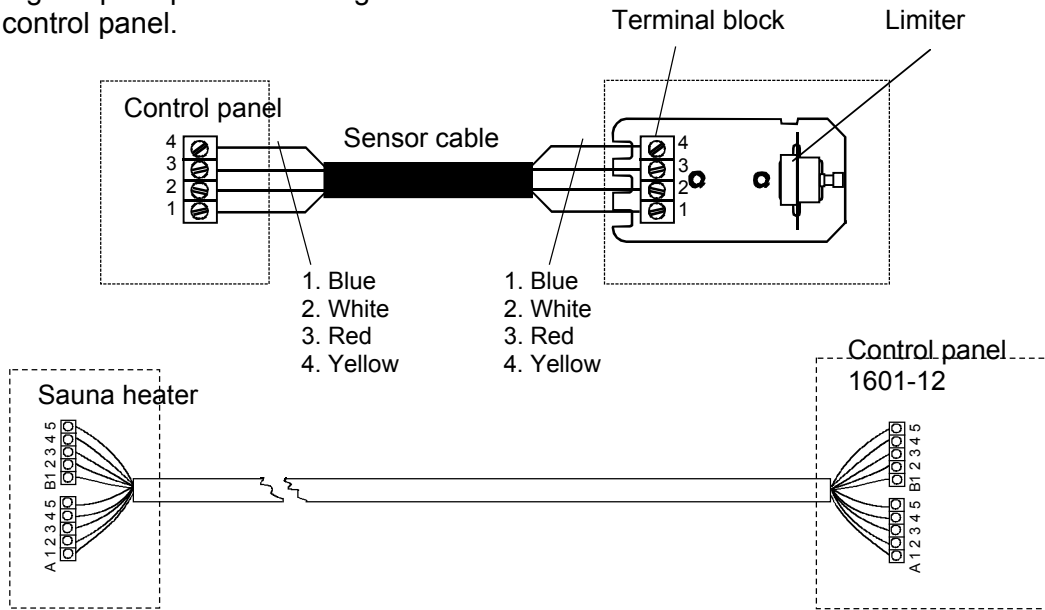 control panel.
Terminal block
Limiter
Control panel
Sensor cable
4
3
2
1
4
3
2
1
1. Blue
2. White
3. Red
4. Yellow
1. Blue
2. White
3. Red
4. Yellow
Sauna heater
Control panel
1601-12
B1 2 3 4 5
A 1 2 3 4 5
B1 2 3 4 5
A 1 2 3 4 5